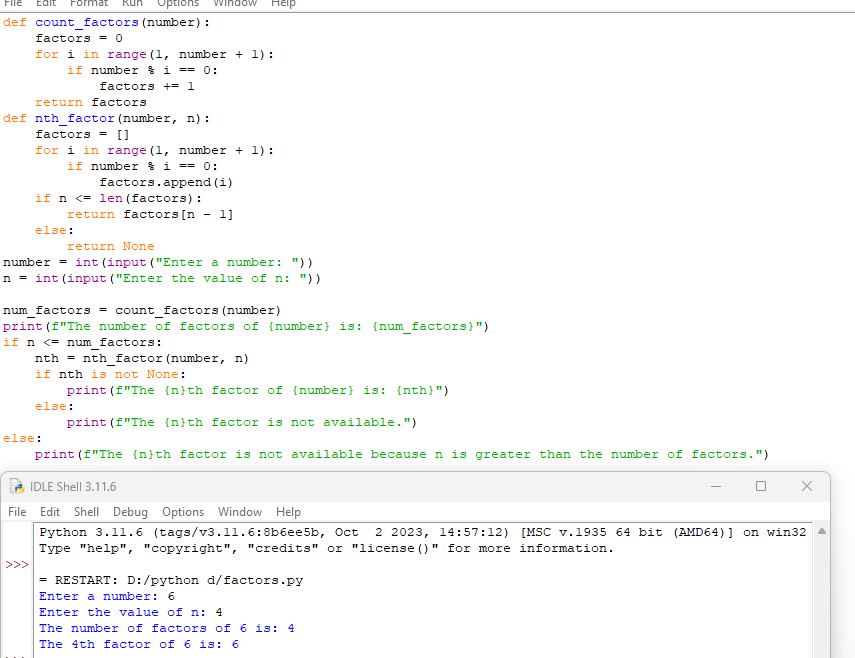 File Edit Format Run Options Window Help
def count_factors(number):
    factors = 0
    for i in range(1, number + 1):
        if number % i == 0:
            factors += 1
    return factors
def nth_factor(number, n):
    factors = []
    for i in range(1, number + 1):
        if number % i == 0:
            factors.append(i)
    if n <= len(factors):
        return factors[n - 1]
    else:
        return None
number = int(input("Enter a number: "))
n = int(input("Enter the value of n: "))

num_factors = count_factors(number)
print(f"The number of factors of {number} is: {num_factors}")
if n <= num_factors:
    nth = nth_factor(number, n)
    if nth is not None:
        print(f"The {n}th factor of {number} is: {nth}")
    else:
        print(f"The {n}th factor is not available.")
else:
    print(f"The {n}th factor is not available because n is greater than the number of factors.")
IDLE Shell 3.11.6
File Edit Shell Debug Options Window Help
Python 3.11.6 (tags/v3.11.6:8b6ee5b, Oct  2 2023, 14:57:12) [MSC v.1935 64 bit (AMD64)] on win32
Type "help", "copyright", "credits" or "license()" for more information.
>>>
= RESTART: D:/python d/factors.py
Enter a number: 6
Enter the value of n: 4
The number of factors of 6 is: 4
The 4th factor of 6 is: 6